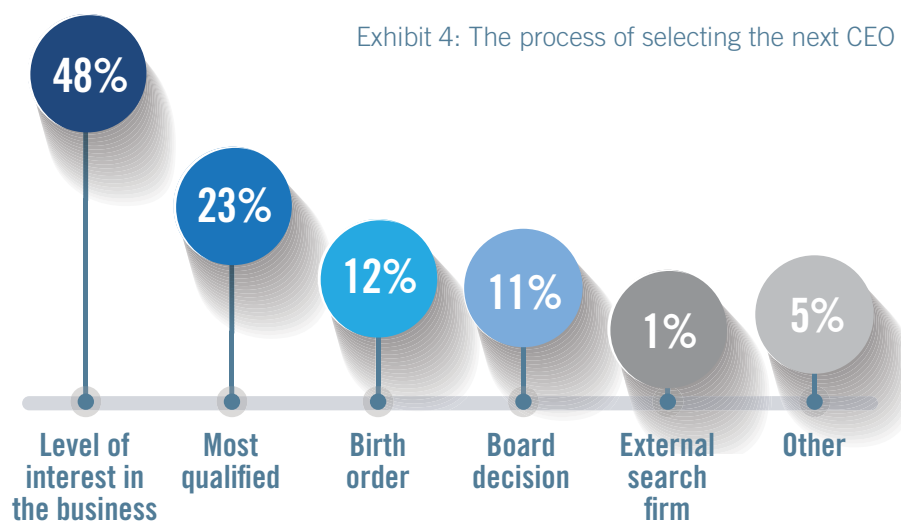 Exhibit 4: The process of selecting the next CEO
48%
23%
12%
11%
1%
5%
Level of
interest in
the business
Most
qualified
Birth
order
Board
decision
External
search
firm
Other